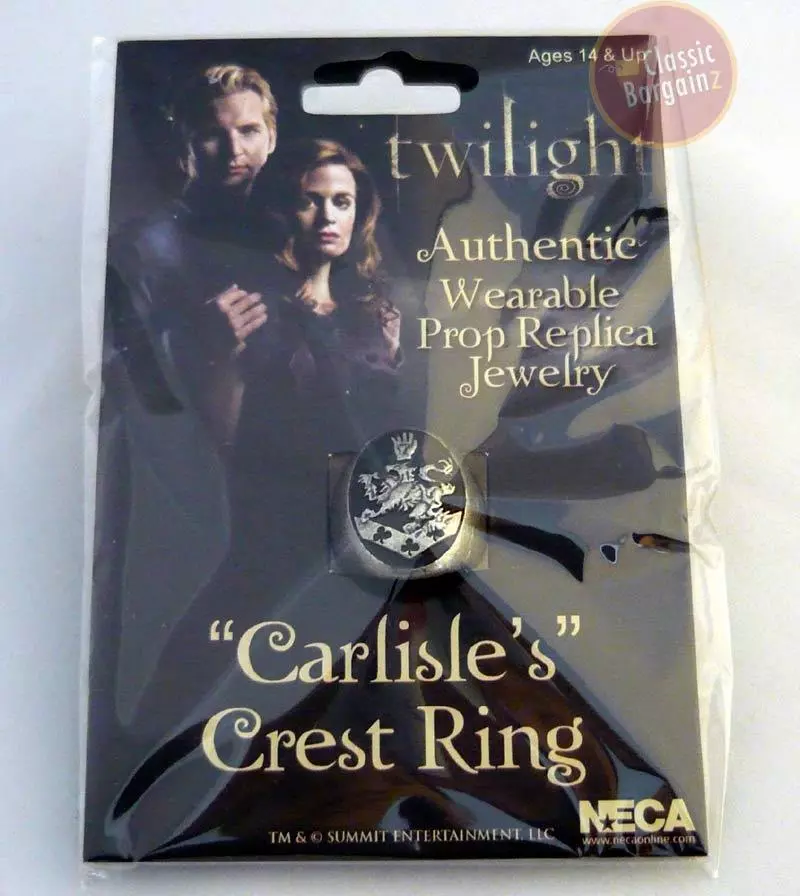 Ages 14 & Up
Classic
Bargainz
twilight
Authentic
Wearable
Prop Replica
Jewelry
“Carlisle’s”
Crest Ring
NECA
www.necaonline.com
TM & © SUMMIT ENTERTAINMENT, LLC